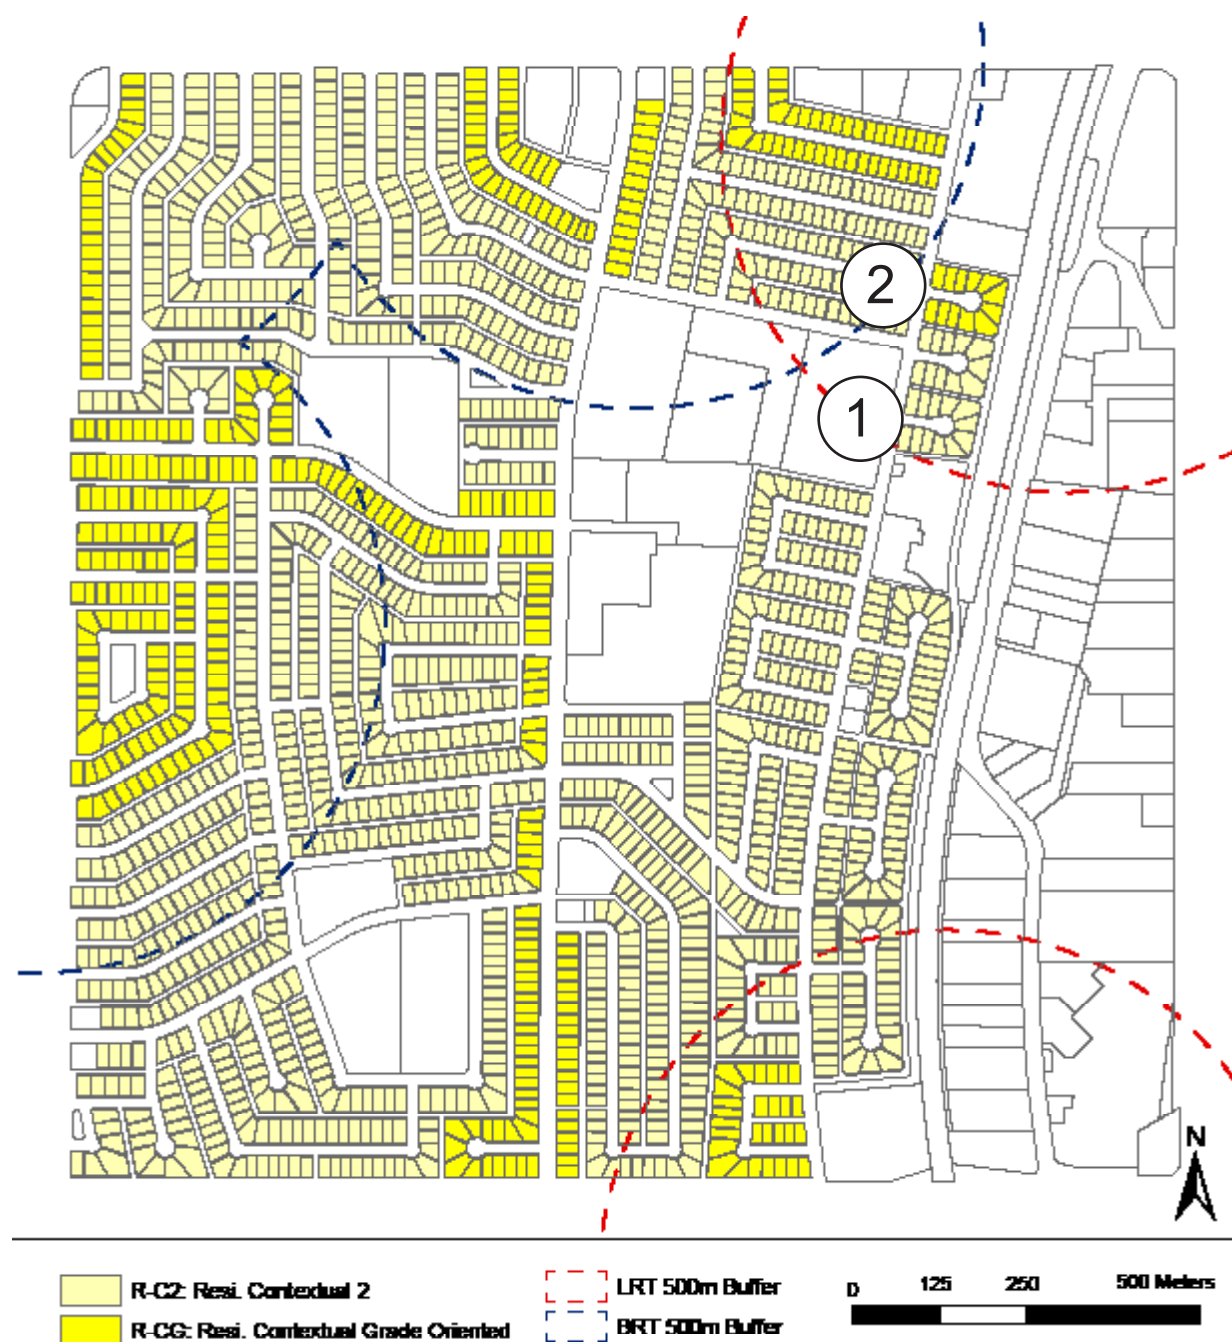 2
1
N
R-C2: Resi. Contextual 2
R-CG: Resi. Contextual Grade Oriented
LRT 500m Buffer
BRT 500m Buffer
0 125 250 500 Meters